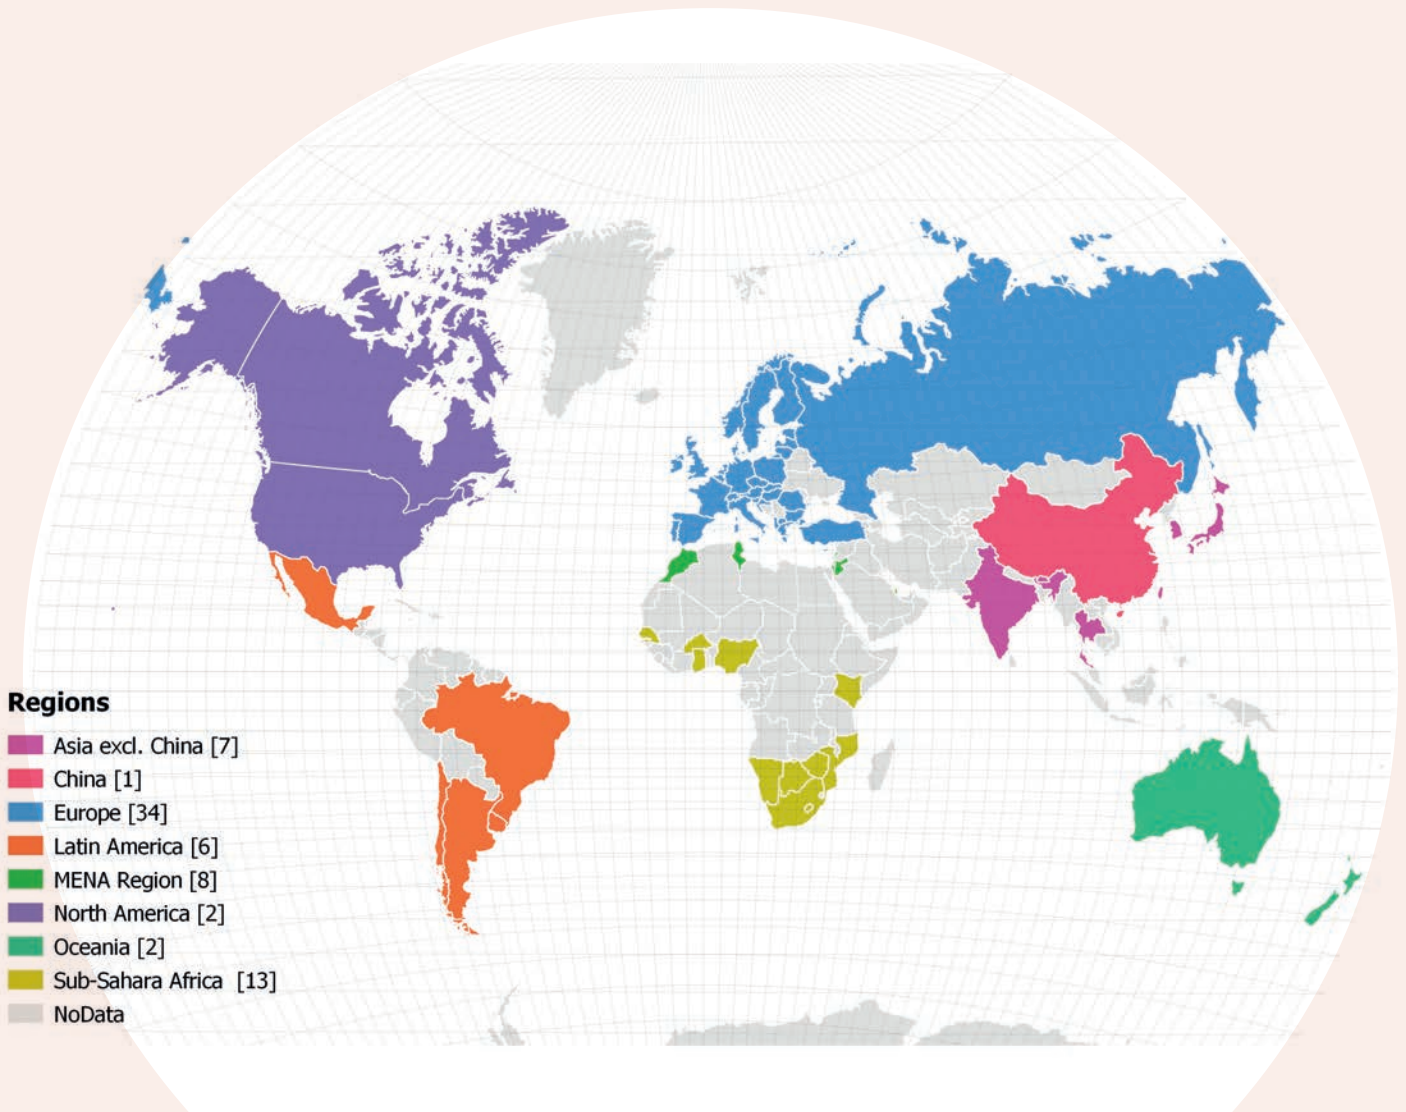 Regions
Asia excl. China [7]
China [1]
Europe [34]
Latin America [6]
MENA Region [8]
North America [2]
Oceania [2]
Sub-Sahara Africa [13]
NoData